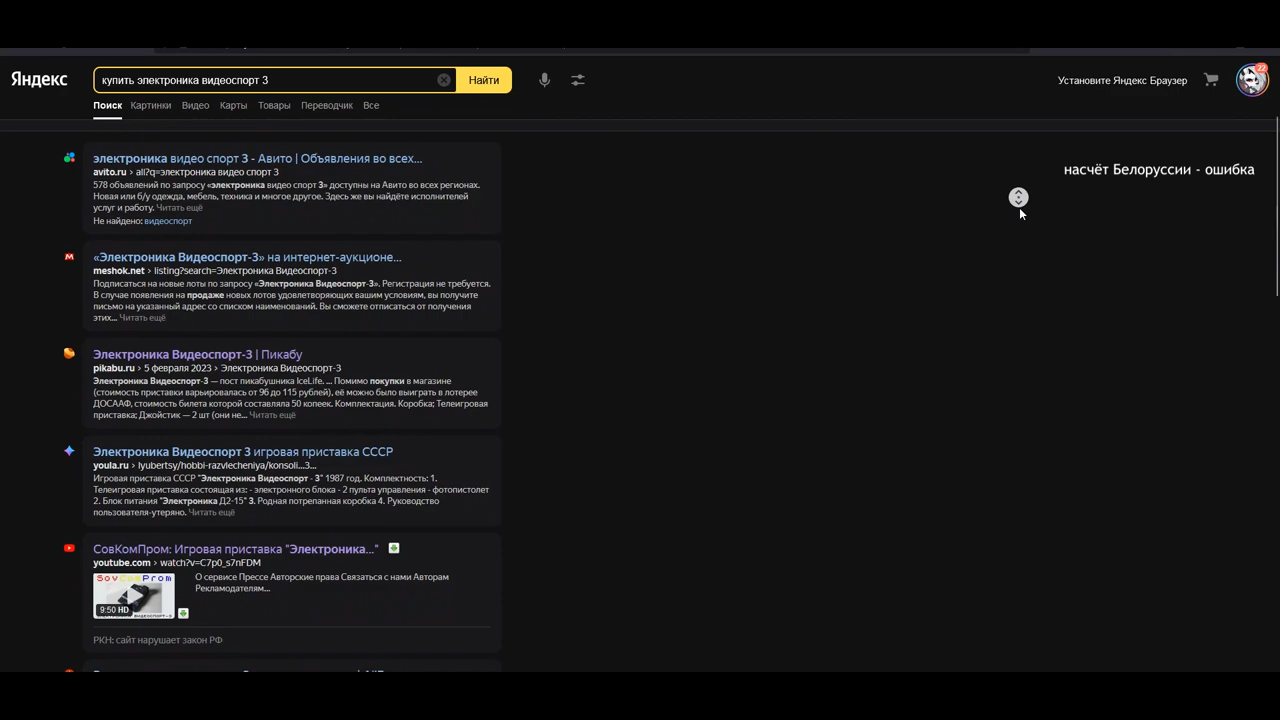 Яндекс
купить электроника видеоспорт 3
Найти
Установите Яндекс Браузер
22
Поиск Картинки Видео Карты Товары Переводчик Все
насчёт Белоруссии - ошибка
электроника видео спорт 3 - Авито | Объявления во всех...
avito.ru › all?q=электроника видео спорт 3
578 объявлений по запросу «электроника видео спорт 3» доступны на Авито во всех регионах.
Новая или б/у одежда, мебель, техника и многое другое. Здесь же вы найдёте исполнителей
услуг и работу. Читать ещё
Не найдено: видеоспорт
«Электроника Видеоспорт-3» на интернет-аукционе...
meshok.net › listing?search=Электроника Видеоспорт-3
Подписаться на новые лоты по запросу «Электроника Видеоспорт-3». Регистрация не требуется.
В случае появления на продаже новых лотов удовлетворяющих вашим условиям, вы получите
письмо на указанный адрес со списком наименований. Вы сможете отписаться от получения
этих... Читать ещё
Электроника Видеоспорт-3 | Пикабу
pikabu.ru › 5 февраля 2023 › Электроника Видеоспорт-3
Электроника Видеоспорт-3 — пост пикабушника IceLife. ... Помимо покупки в магазине
(стоимость приставки варьировалась от 96 до 115 рублей), её можно было выиграть в лотерее
ДОСААФ, стоимость билета которой составляла 50 копеек. Комплектация. Коробка; Телеигровая
приставка; Джойстик — 2 шт (они не... Читать ещё
Электроника Видеоспорт 3 игровая приставка СССР
youla.ru › lyubertsy/hobbi-razvlecheniya/konsoli...3...
Игровая приставка СССР "Электроника Видеоспорт - 3" 1987 год. Комплектность: 1.
Телеигровая приставка состоящая из: - электронного блока - 2 пульта управления - фотопистолет
2. Блок питания "Электроника Д2-15" 3. Родная потрепанная коробка 4. Руководство
пользователя-утеряно. Читать ещё
СовКомПром: Игровая приставка "Электроника..."
youtube.com › watch?v=C7p0_s7nFDM
SovComProm
9:50 HD
О сервисе Прессе Авторские права Связаться с нами Авторам
Рекламодателям...
РКН: сайт нарушает закон РФ